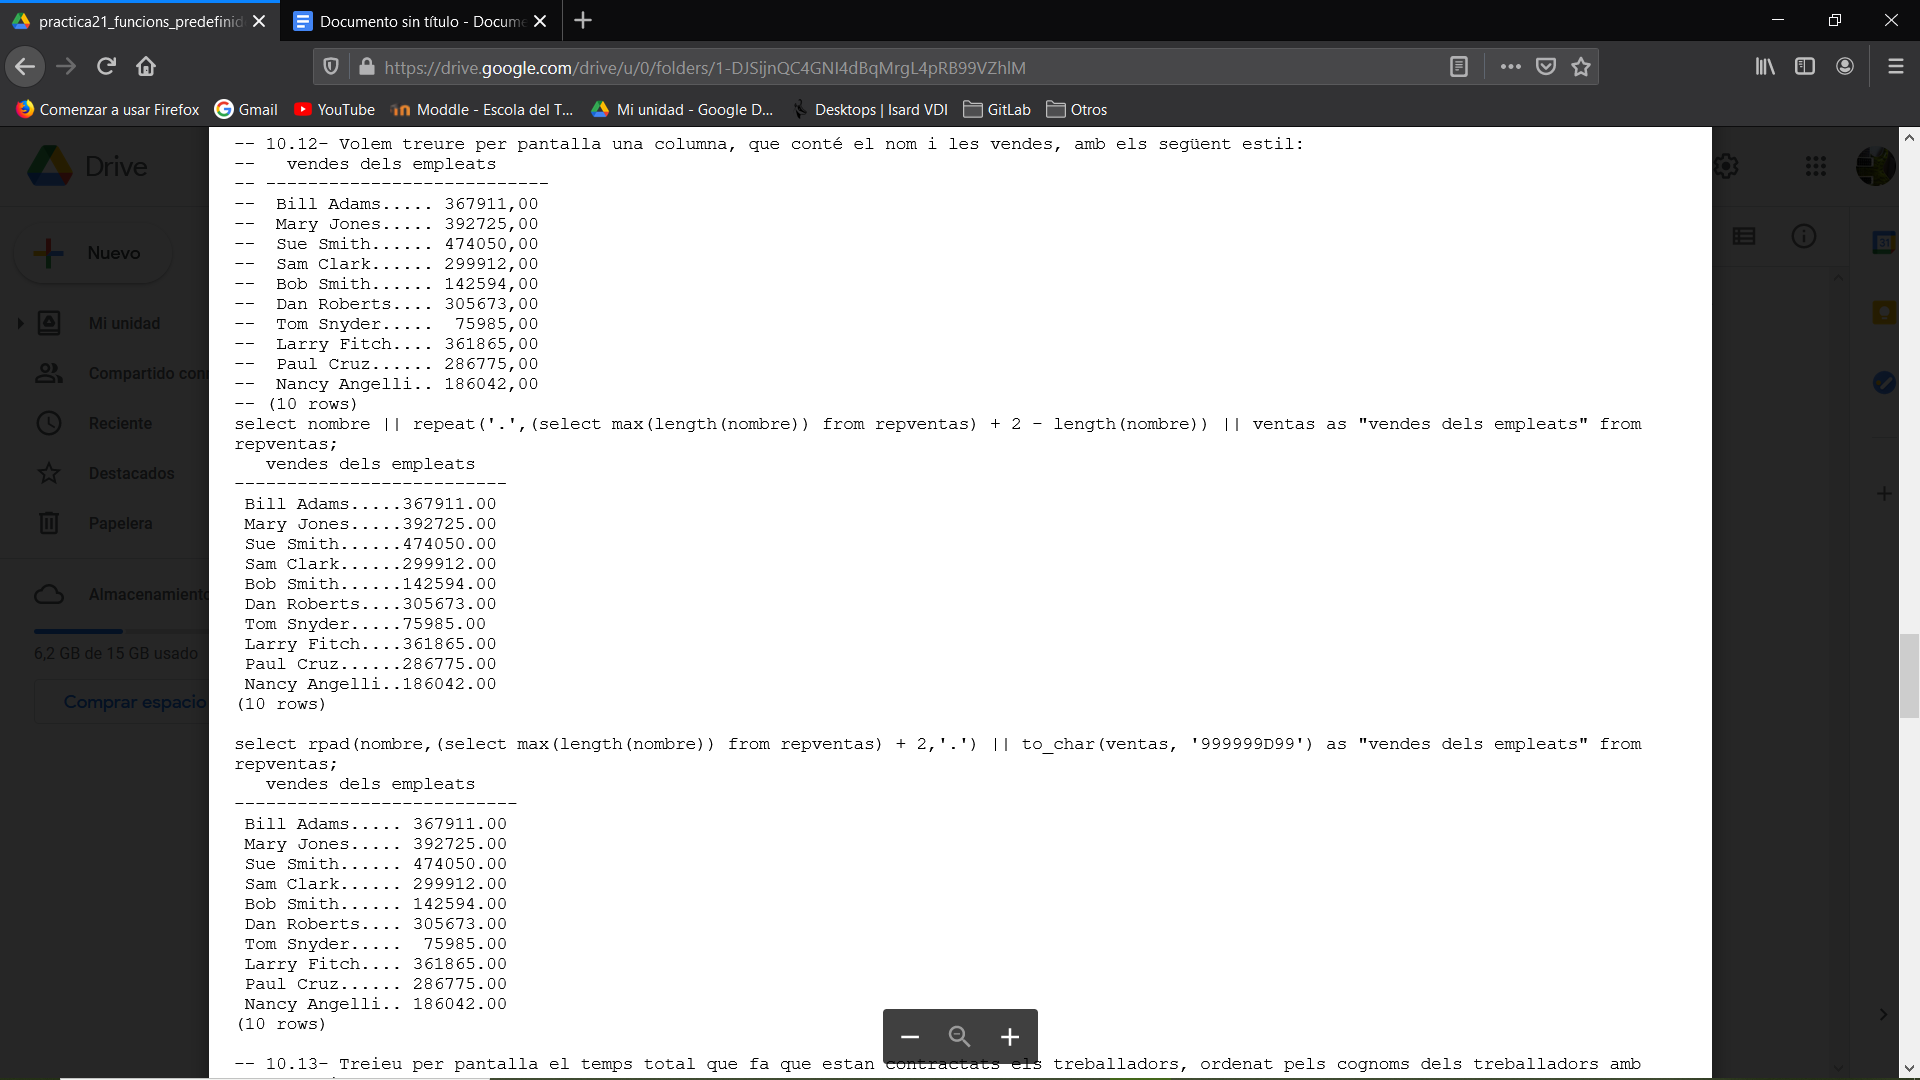 practica21_funcions_predefinid
Documento sin título - Docume
https://drive.google.com/drive/u/0/folders/1-DJSijnQC4GNI4dBqMrgL4pRB99VZhlM
Comenzar a usar Firefox
Gmail
YouTube
Moddle - Escola del T...
Mi unidad - Google D...
Desktops | Isard VDI
GitLab
Otros
Drive
Nuevo
Mi unidad
Compartido con
Reciente
Destacados
Papelera
Almacenamiento
6,2 GB de 15 GB usado
Comprar espacio
31
-- 10.12- Volem treure per pantalla una columna, que conté el nom i les vendes, amb els següent estil:
--   vendes dels empleats
-- ---------------------------
--  Bill Adams..... 367911,00
--  Mary Jones..... 392725,00
--  Sue Smith...... 474050,00
--  Sam Clark...... 299912,00
--  Bob Smith...... 142594,00
--  Dan Roberts.... 305673,00
--  Tom Snyder.....  75985,00
--  Larry Fitch.... 361865,00
--  Paul Cruz...... 286775,00
--  Nancy Angelli.. 186042,00
-- (10 rows)
select nombre || repeat('.',(select max(length(nombre)) from repventas) + 2 - length(nombre)) || ventas as "vendes dels empleats" from
repventas;
   vendes dels empleats
--------------------------
 Bill Adams.....367911.00
 Mary Jones.....392725.00
 Sue Smith......474050.00
 Sam Clark......299912.00
 Bob Smith......142594.00
 Dan Roberts....305673.00
 Tom Snyder.....75985.00
 Larry Fitch....361865.00
 Paul Cruz......286775.00
 Nancy Angelli..186042.00
(10 rows)
select rpad(nombre,(select max(length(nombre)) from repventas) + 2,'.') || to_char(ventas, '999999D99') as "vendes dels empleats" from
repventas;
   vendes dels empleats
---------------------------
 Bill Adams..... 367911.00
 Mary Jones..... 392725.00
 Sue Smith...... 474050.00
 Sam Clark...... 299912.00
 Bob Smith...... 142594.00
 Dan Roberts.... 305673.00
 Tom Snyder.....  75985.00
 Larry Fitch.... 361865.00
 Paul Cruz...... 286775.00
 Nancy Angelli.. 186042.00
(10 rows)
-- 10.13- Treieu per pantalla el temps total que fa que estan contractats els treballadors, ordenat pels cognoms dels treballadors amb